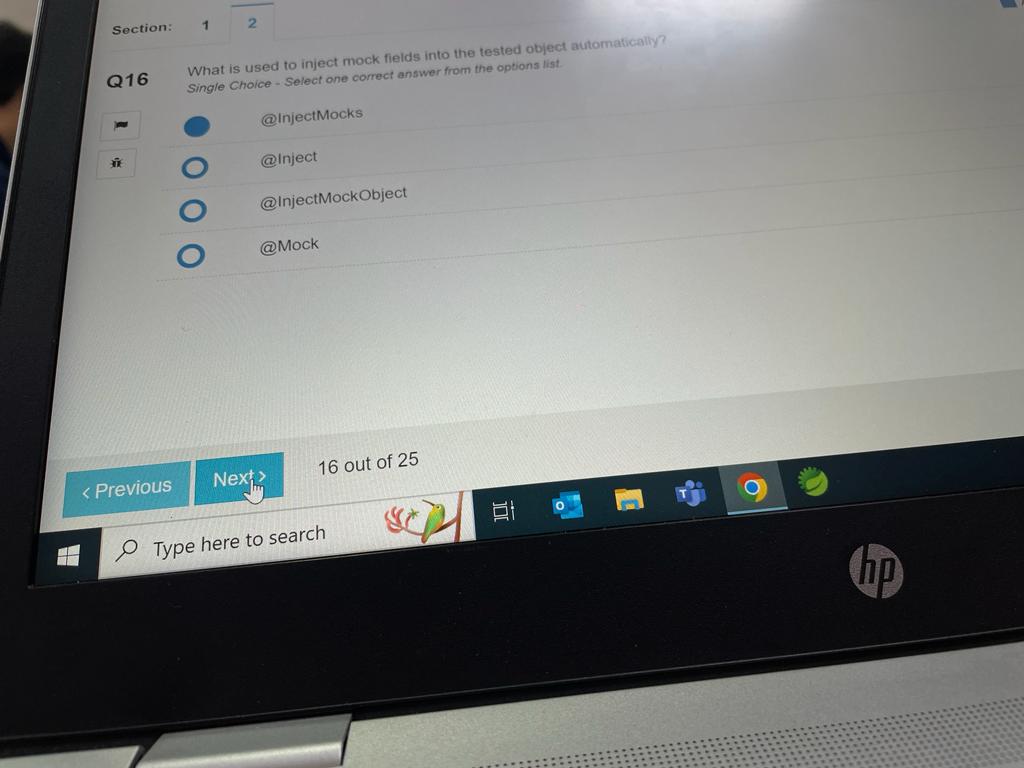 Section: 1 2
Q16
What is used to inject mock fields into the tested object automatically?
Single Choice - Select one correct answer from the options list.
@InjectMocks
@Inject
@InjectMockObject
@Mock
< Previous
Next >
16 out of 25
Type here to search
hp